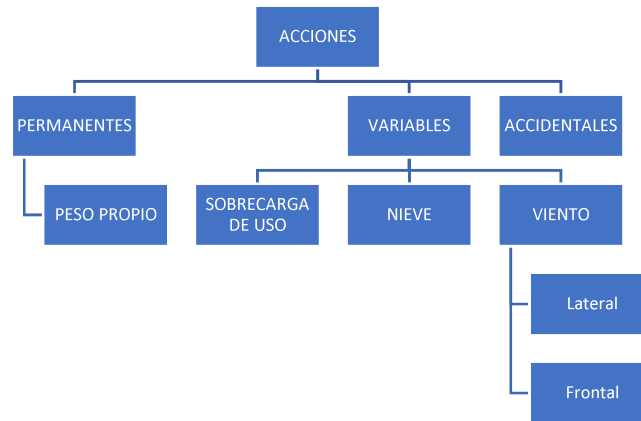 ACCIONES
PERMANENTES
VARIABLES
ACCIDENTALES
PESO PROPIO
SOBRECARGA
DE USO
NIEVE
VIENTO
Lateral
Frontal